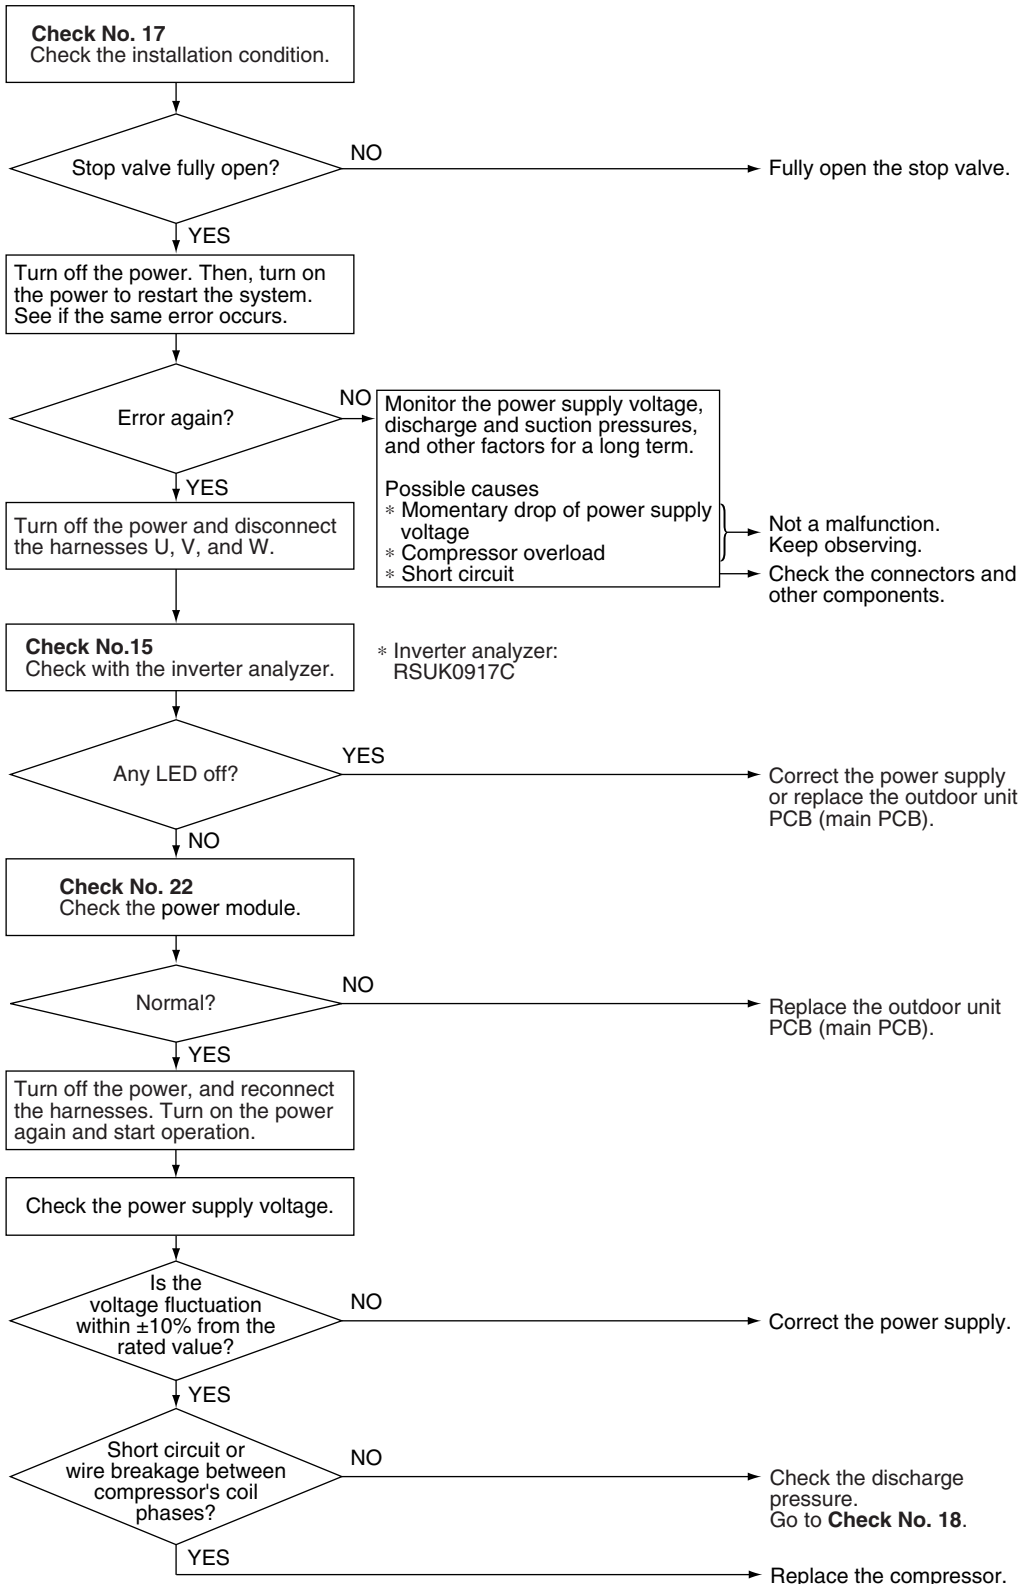 Check No. 17
Check the installation condition.
Stop valve fully open?
NO
Fully open the stop valve.
YES
Turn off the power. Then, turn on
the power to restart the system.
See if the same error occurs.
Error again?
NO
Monitor the power supply voltage,
discharge and suction pressures,
and other factors for a long term.
Possible causes
∗ Momentary drop of power supply
voltage
∗ Compressor overload
∗ Short circuit
Not a malfunction.
Keep observing.
Check the connectors and
other components.
YES
Turn off the power and disconnect
the harnesses U, V, and W.
Check No.15
Check with the inverter analyzer.
∗ Inverter analyzer:
RSUK0917C
Any LED off?
YES
Correct the power supply
or replace the outdoor unit
PCB (main PCB).
NO
Check No. 22
Check the power module.
Normal?
NO
Replace the outdoor unit
PCB (main PCB).
YES
Turn off the power, and reconnect
the harnesses. Turn on the power
again and start operation.
Check the power supply voltage.
Is the
voltage fluctuation
within ±10% from the
rated value?
NO
Correct the power supply.
YES
Short circuit or
wire breakage between
compressor's coil
phases?
NO
Check the discharge
pressure.
Go to Check No. 18.
YES
Replace the compressor.